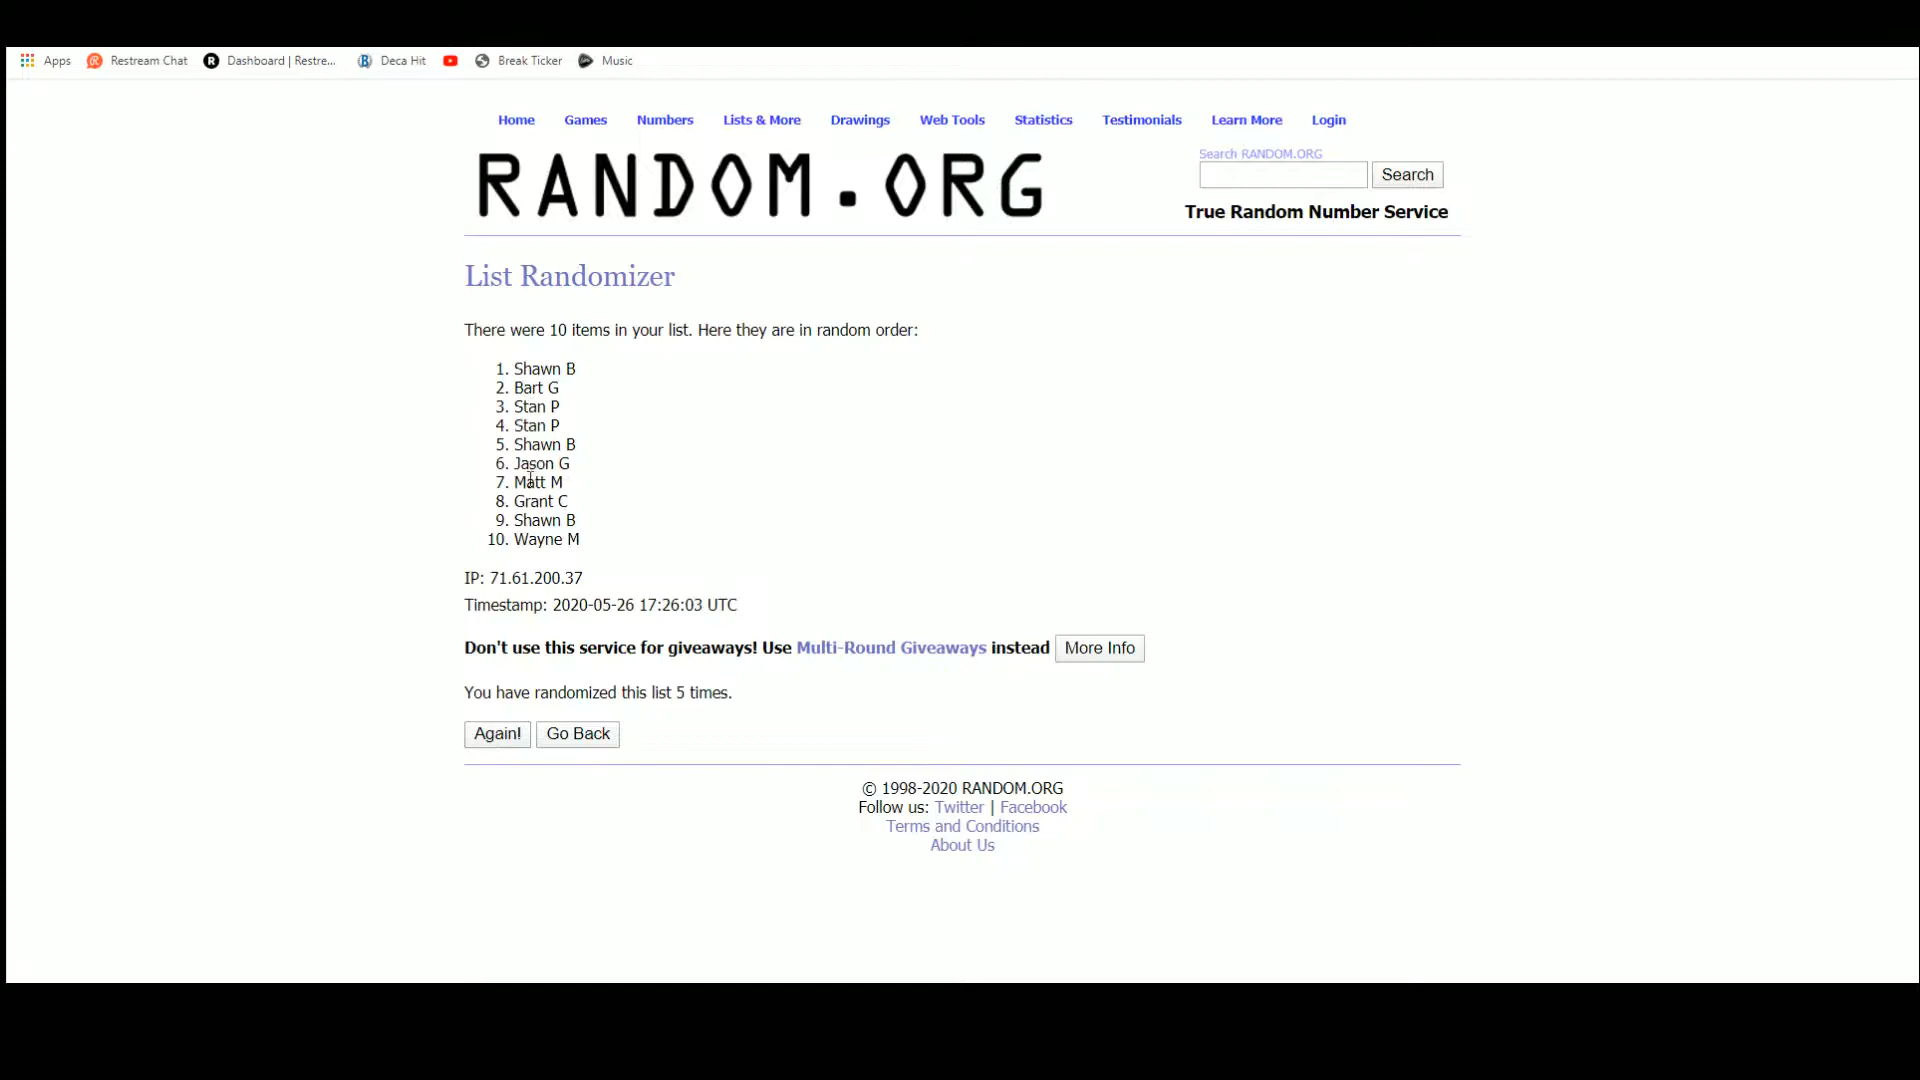 Apps Restream Chat Dashboard | Restre... Deca Hit Break Ticker Music
Home Games Numbers Lists & More Drawings Web Tools Statistics Testimonials Learn More Login
RANDOM.ORG
Search RANDOM.ORG
Search
True Random Number Service
List Randomizer
There were 10 items in your list. Here they are in random order:
1. Shawn B
2. Bart G
3. Stan P
4. Stan P
5. Shawn B
6. Jason G
7. Matt M
8. Grant C
9. Shawn B
10. Wayne M
IP: 71.61.200.37
Timestamp: 2020-05-26 17:26:03 UTC
Don't use this service for giveaways! Use Multi-Round Giveaways instead More Info
You have randomized this list 5 times.
Again! Go Back
© 1998-2020 RANDOM.ORG
Follow us: Twitter | Facebook
Terms and Conditions
About Us